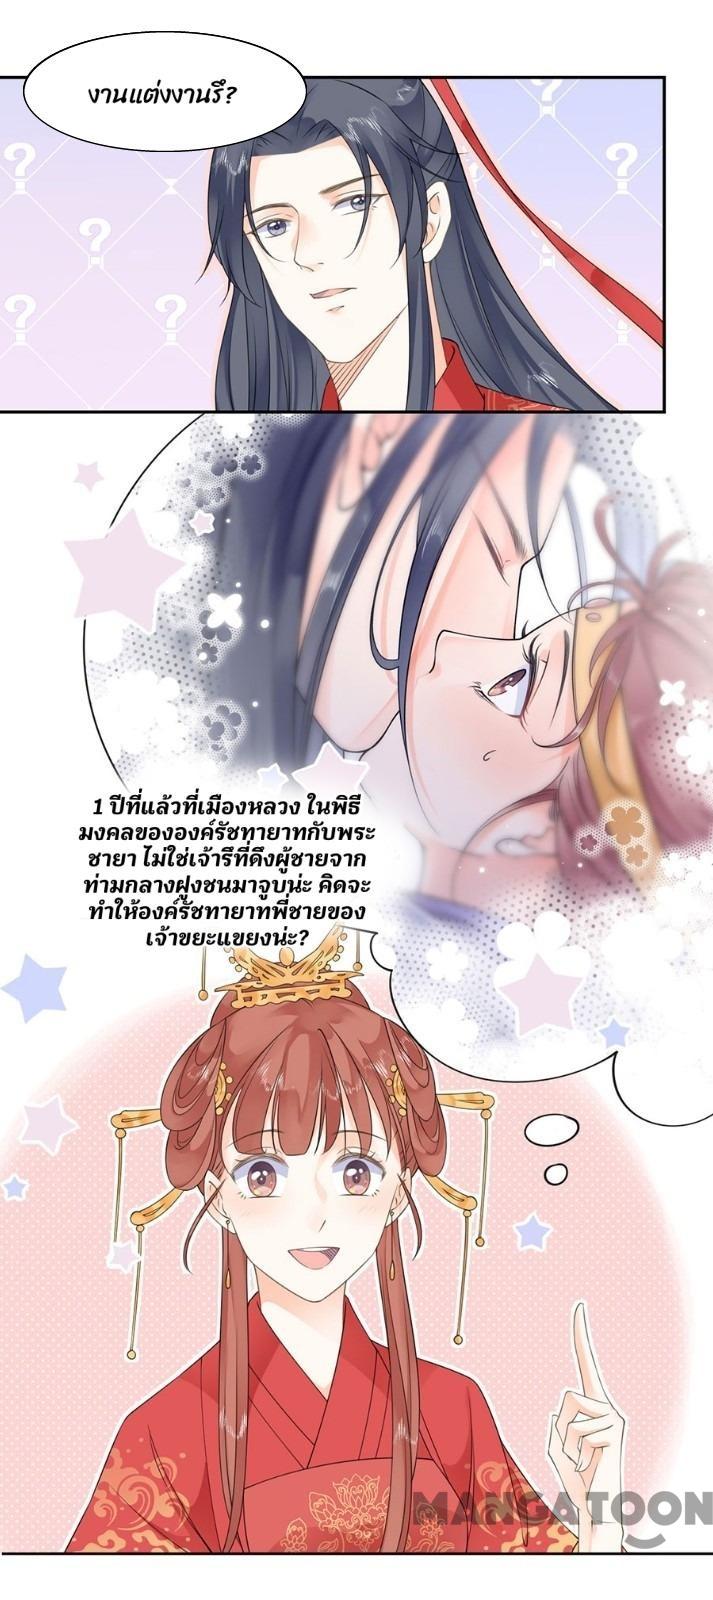 งานแต่งงานรึ?
1 ปีที่แล้วที่เมืองหลวง ในพิธี
มงคลขององค์รัชทายาทกับพระ
ชายา ไม่ใช่เจ้ารึที่ดึงผู้ชายจาก
ท่ามกลางฝูงชนมาจูบน่ะ คิดจะ
ทำให้องค์รัชทายาทพี่ชายของ
เจ้าขยะแขยงน่ะ?
MANGATOON